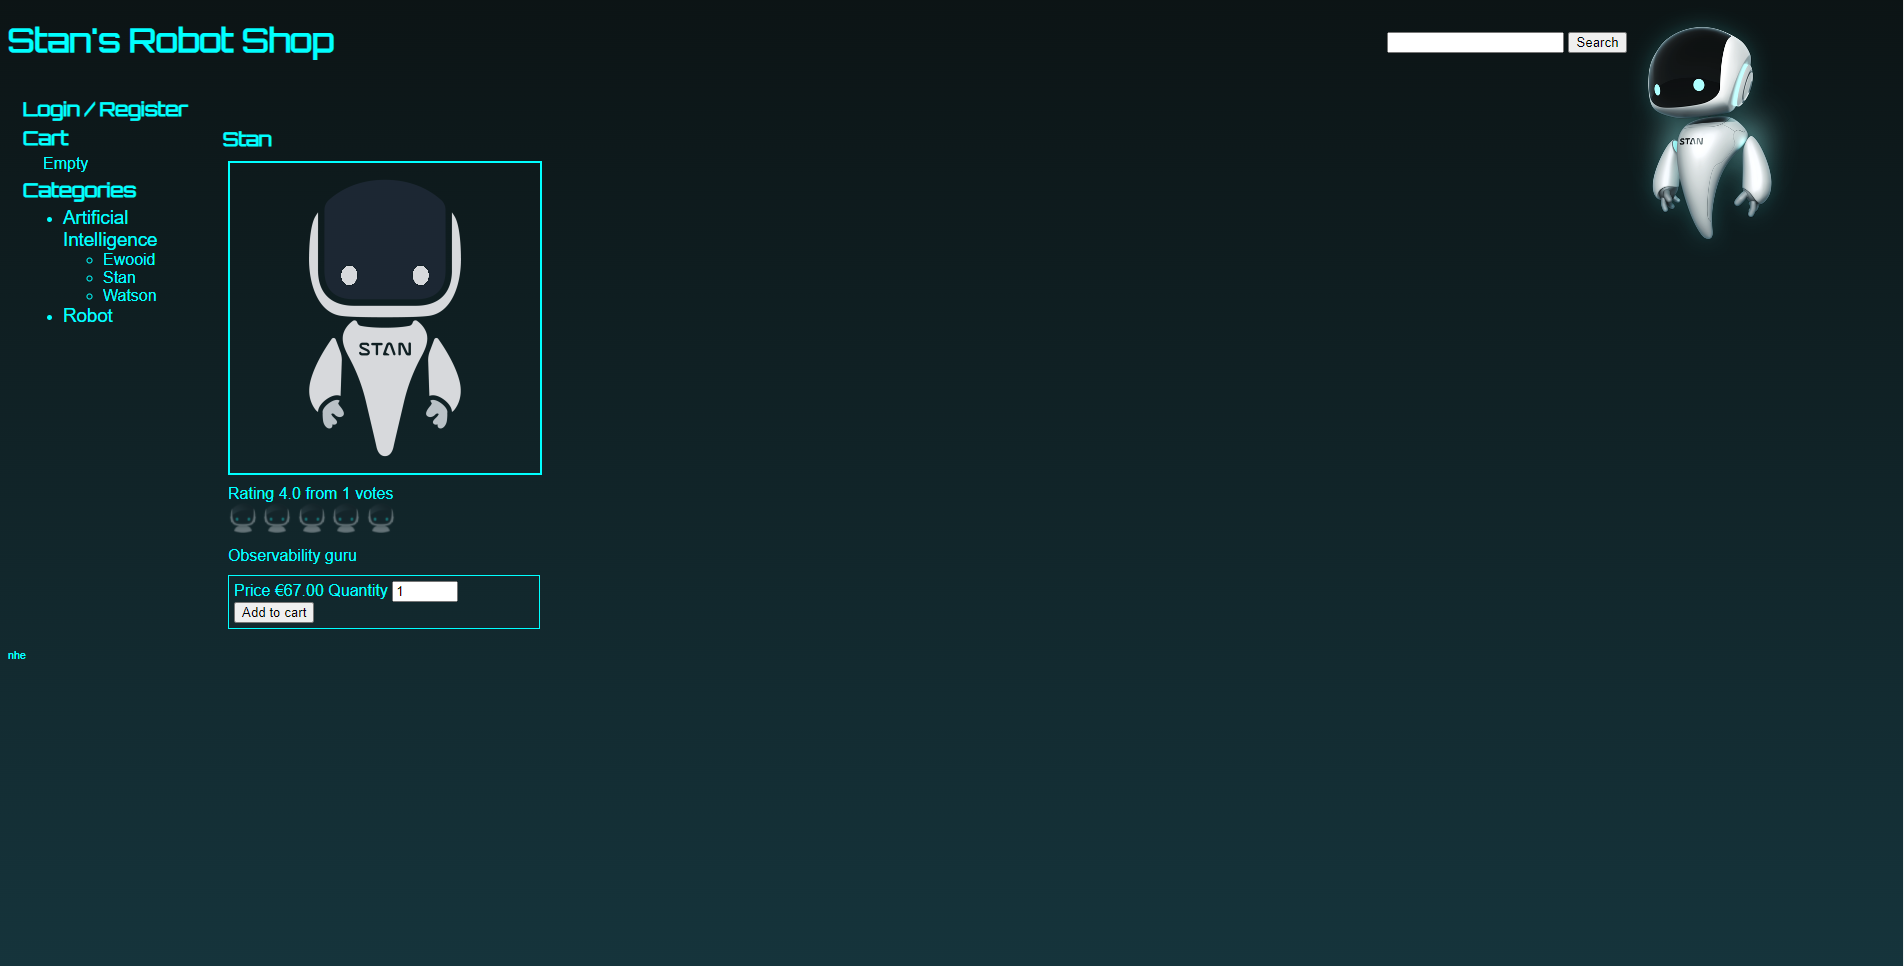 Stan's Robot Shop
Search
STAN
Login / Register
Cart
Empty
Categories
Artificial
Intelligence
Ewooid
Stan
Watson
Robot
Stan
STAN
Rating 4.0 from 1 votes
Observability guru
Price €67.00 Quantity 1
Add to cart
nhe